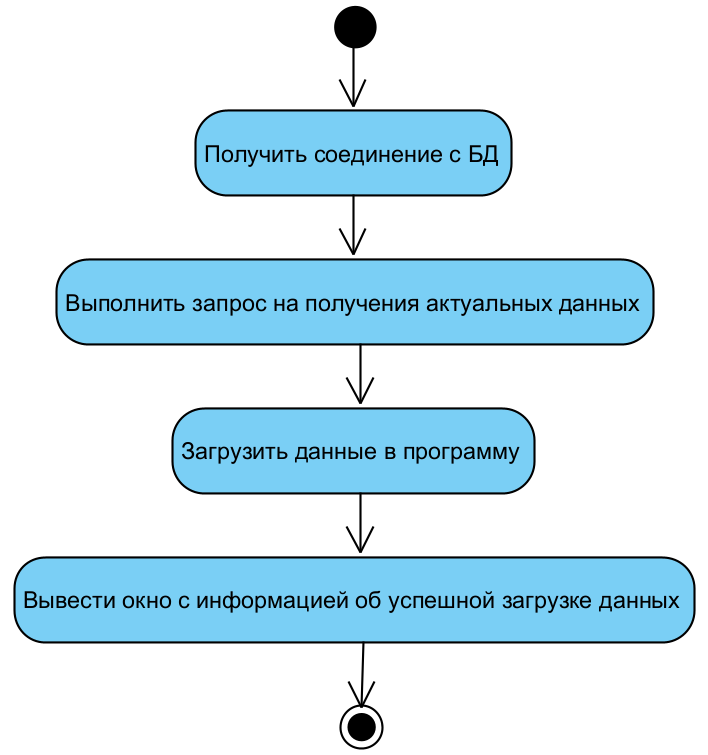 Получить соединение с БД
Выполнить запрос на получения актуальных данных
Загрузить данные в программу
Вывести окно с информацией об успешной загрузке данных